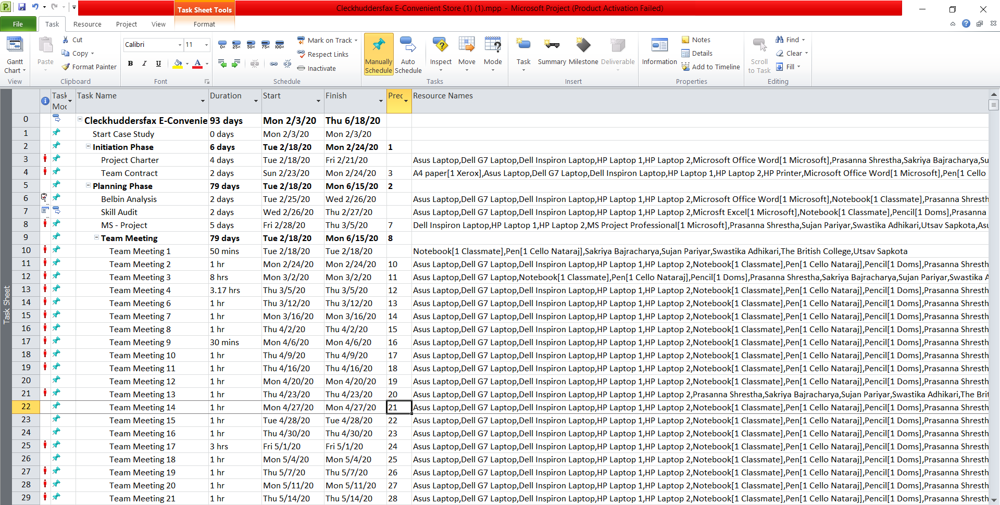 Task Sheet Tools
Cleckhuddersfax E-Convenient Store (1) (1).mpp - Microsoft Project (Product Activation Failed)
File Task Resource Project View Format
Gantt Chart
View
Paste
Cut
Copy
Format Painter
Clipboard
Calibri 11
B I U
Font
0% 25% 50% 75% 100%
Mark on Track
Respect Links
Inactivate
Schedule
Manually Schedule
Auto Schedule
Inspect Move Mode
Tasks
Task Summary Milestone Deliverable
Insert
Information
Notes
Details
Add to Timeline
Properties
Scroll to Task
Find
Clear
Fill
Editing
Task Mod Task Name Duration Start Finish Prec Resource Names
0 Cleckhuddersfax E-Convenie 93 days Mon 2/3/20 Thu 6/18/20
1 Start Case Study 0 days Mon 2/3/20 Mon 2/3/20
2 Initiation Phase 6 days Tue 2/18/20 Mon 2/24/20 1
3 Project Charter 4 days Tue 2/18/20 Fri 2/21/20 Asus Laptop,Dell G7 Laptop,Dell Inspiron Laptop,HP Laptop 1,HP Laptop 2,Microsoft Office Word[1 Microsoft],Prasanna Shrestha,Sakriya Bajracharya,Su
4 Team Contract 2 days Sun 2/23/20 Mon 2/24/20 3 A4 paper[1 Xerox],Asus Laptop,Dell G7 Laptop,Dell Inspiron Laptop,HP Laptop 1,HP Laptop 2,HP Printer,Microsoft Office Word[1 Microsoft],Pen[1 Cello
5 Planning Phase 79 days Tue 2/18/20 Mon 6/15/20 2
6 Belbin Analysis 2 days Tue 2/25/20 Wed 2/26/20 Asus Laptop,Dell G7 Laptop,Dell Inspiron Laptop,HP Laptop 1,HP Laptop 2,Microsoft Office Word[1 Microsoft],Notebook[1 Classmate],Prasanna Shresth
7 Skill Audit 2 days Wed 2/26/20 Thu 2/27/20 Asus Laptop,Dell G7 Laptop,Dell Inspiron Laptop,HP Laptop 1,HP Laptop 2,Microsft Excel[1 Microsoft],Notebook[1 Classmate],Pencil[1 Doms],Prasanna
8 MS - Project 5 days Fri 2/28/20 Thu 3/5/20 7 Dell Inspiron Laptop,HP Laptop 1,HP Laptop 2,MS Project Professional[1 Microsoft],Prasanna Shrestha,Sujan Pariyar,Swastika Adhikari,Utsav Sapkota,Asu
9 Team Meeting 79 days Tue 2/18/20 Mon 6/15/20 8
10 Team Meeting 1 50 mins Tue 2/18/20 Tue 2/18/20 Notebook[1 Classmate],Pen[1 Cello Nataraj],Sakriya Bajracharya,Sujan Pariyar,Swastika Adhikari,The British College,Utsav Sapkota
11 Team Meeting 2 1 hr Mon 2/24/20 Mon 2/24/20 10 Asus Laptop,Dell G7 Laptop,Dell Inspiron Laptop,HP Laptop 1,HP Laptop 2,Notebook[1 Classmate],Pen[1 Cello Nataraj],Pencil[1 Doms],Prasanna Shresth
12 Team Meeting 3 8 hrs Mon 3/2/20 Mon 3/2/20 11 Asus Laptop,Dell G7 Laptop,Notebook[1 Classmate],Pen[1 Cello Nataraj],Pencil[1 Doms],Prasanna Shrestha,Sakriya Bajracharya,Sujan Pariyar,Swastika A
13 Team Meeting 4 3.17 hrs Thu 3/5/20 Thu 3/5/20 12 Asus Laptop,Dell G7 Laptop,Dell Inspiron Laptop,HP Laptop 1,HP Laptop 2,Notebook[1 Classmate],Pen[1 Cello Nataraj],Pencil[1 Doms],Prasanna Shresth
14 Team Meeting 6 1 hr Thu 3/12/20 Thu 3/12/20 13 Asus Laptop,Dell G7 Laptop,Dell Inspiron Laptop,HP Laptop 1,HP Laptop 2,Notebook[1 Classmate],Pen[1 Cello Nataraj],Pencil[1 Doms],Prasanna Shresth
15 Team Meeting 7 1 hr Mon 3/16/20 Mon 3/16/20 14 Asus Laptop,Dell G7 Laptop,Dell Inspiron Laptop,HP Laptop 1,HP Laptop 2,Notebook[1 Classmate],Pen[1 Cello Nataraj],Pencil[1 Doms],Prasanna Shresth
16 Team Meeting 8 1 hr Thu 4/2/20 Thu 4/2/20 15 Asus Laptop,Dell G7 Laptop,Dell Inspiron Laptop,HP Laptop 1,HP Laptop 2,Notebook[1 Classmate],Pen[1 Cello Nataraj],Pencil[1 Doms],Prasanna Shresth
17 Team Meeting 9 30 mins Mon 4/6/20 Mon 4/6/20 16 Asus Laptop,Dell G7 Laptop,Dell Inspiron Laptop,HP Laptop 1,HP Laptop 2,Notebook[1 Classmate],Pen[1 Cello Nataraj],Pencil[1 Doms],Prasanna Shresth
18 Team Meeting 10 1 hr Thu 4/9/20 Thu 4/9/20 17 Asus Laptop,Dell G7 Laptop,Dell Inspiron Laptop,HP Laptop 1,HP Laptop 2,Notebook[1 Classmate],Pen[1 Cello Nataraj],Pencil[1 Doms],Prasanna Shresth
19 Team Meeting 11 1 hr Thu 4/16/20 Thu 4/16/20 18 Asus Laptop,Dell G7 Laptop,Dell Inspiron Laptop,HP Laptop 1,HP Laptop 2,Notebook[1 Classmate],Pen[1 Cello Nataraj],Pencil[1 Doms],Prasanna Shresth
20 Team Meeting 12 1 hr Mon 4/20/20 Mon 4/20/20 19 Asus Laptop,Dell G7 Laptop,Dell Inspiron Laptop,HP Laptop 1,HP Laptop 2,Notebook[1 Classmate],Pen[1 Cello Nataraj],Pencil[1 Doms],Prasanna Shresth
21 Team Meeting 13 1 hr Thu 4/23/20 Thu 4/23/20 20 Asus Laptop,Dell G7 Laptop,Dell Inspiron Laptop,HP Laptop 1,HP Laptop 2,Prasanna Shrestha,Sakriya Bajracharya,Sujan Pariyar,Swastika Adhikari,The Brit
22 Team Meeting 14 1 hr Mon 4/27/20 Mon 4/27/20 21 Asus Laptop,Dell G7 Laptop,Dell Inspiron Laptop,HP Laptop 1,HP Laptop 2,Notebook[1 Classmate],Pen[1 Cello Nataraj],Pencil[1 Doms],Prasanna Shresth
23 Team Meeting 15 1 hr Tue 4/28/20 Tue 4/28/20 22 Asus Laptop,Dell G7 Laptop,Dell Inspiron Laptop,HP Laptop 1,HP Laptop 2,Notebook[1 Classmate],Pen[1 Cello Nataraj],Pencil[1 Doms],Prasanna Shresth
24 Team Meeting 16 1 hr Thu 4/30/20 Thu 4/30/20 23 Asus Laptop,Dell G7 Laptop,Dell Inspiron Laptop,HP Laptop 1,HP Laptop 2,Notebook[1 Classmate],Pen[1 Cello Nataraj],Pencil[1 Doms],Prasanna Shresth
25 Team Meeting 17 3 hrs Fri 5/1/20 Fri 5/1/20 24 Asus Laptop,Dell G7 Laptop,Dell Inspiron Laptop,HP Laptop 1,HP Laptop 2,Notebook[1 Classmate],Pen[1 Cello Nataraj],Pencil[1 Doms],Prasanna Shresth
26 Team Meeting 18 1 hr Mon 5/4/20 Mon 5/4/20 25 Asus Laptop,Dell G7 Laptop,Dell Inspiron Laptop,HP Laptop 1,HP Laptop 2,Notebook[1 Classmate],Pen[1 Cello Nataraj],Pencil[1 Doms],Prasanna Shresth
27 Team Meeting 19 1 hr Thu 5/7/20 Thu 5/7/20 26 Asus Laptop,Dell G7 Laptop,Dell Inspiron Laptop,HP Laptop 1,HP Laptop 2,Notebook[1 Classmate],Pen[1 Cello Nataraj],Pencil[1 Doms],Prasanna Shresth
28 Team Meeting 20 1 hr Mon 5/11/20 Mon 5/11/20 27 Asus Laptop,Dell G7 Laptop,Dell Inspiron Laptop,HP Laptop 1,HP Laptop 2,Notebook[1 Classmate],Pen[1 Cello Nataraj],Pencil[1 Doms],Prasanna Shresth
29 Team Meeting 21 1 hr Thu 5/14/20 Thu 5/14/20 28 Asus Laptop,Dell G7 Laptop,Dell Inspiron Laptop,HP Laptop 1,HP Laptop 2,Notebook[1 Classmate],Pen[1 Cello Nataraj],Pencil[1 Doms],Prasanna Shresth
Task Sheet